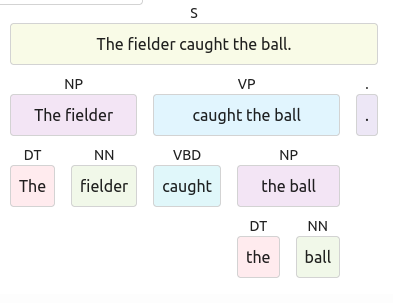 S
The fielder caught the ball.
NP VP .
The fielder caught the ball .
DT NN VBD NP
The fielder caught the ball
DT NN
the ball